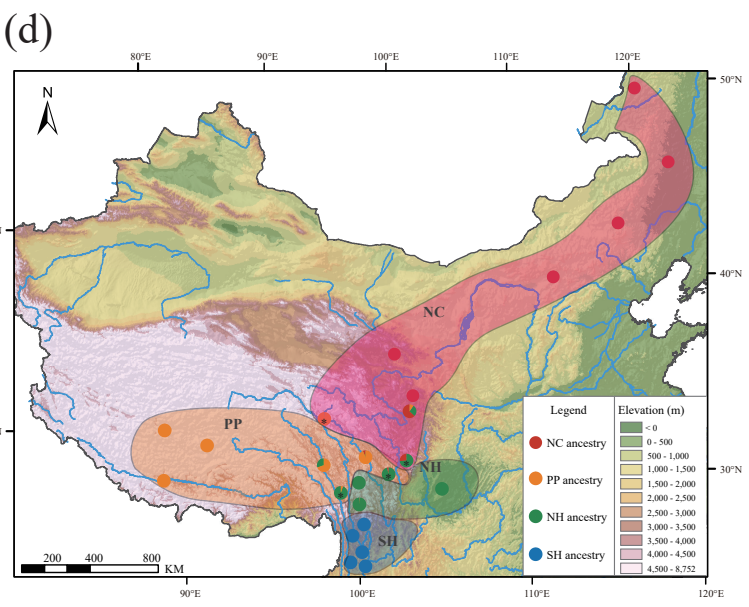 (d)
80°E 90°E 100°E 110°E 120°E
50°N
N
40°N
NC
Legend Elevation (m)
< 0
NC ancestry
0 - 500
500 - 1,000
PP
1,000 - 1,500
PP ancestry
1,500 - 2,000
30°N
NH
2,000 - 2,500
NH ancestry
2,500 - 3,000
3,000 - 3,500
SH
3,500 - 4,000
SH ancestry
4,000 - 4,500
4,500 - 8,752
200 400 800
KM
90°E 100°E 110°E 120°E